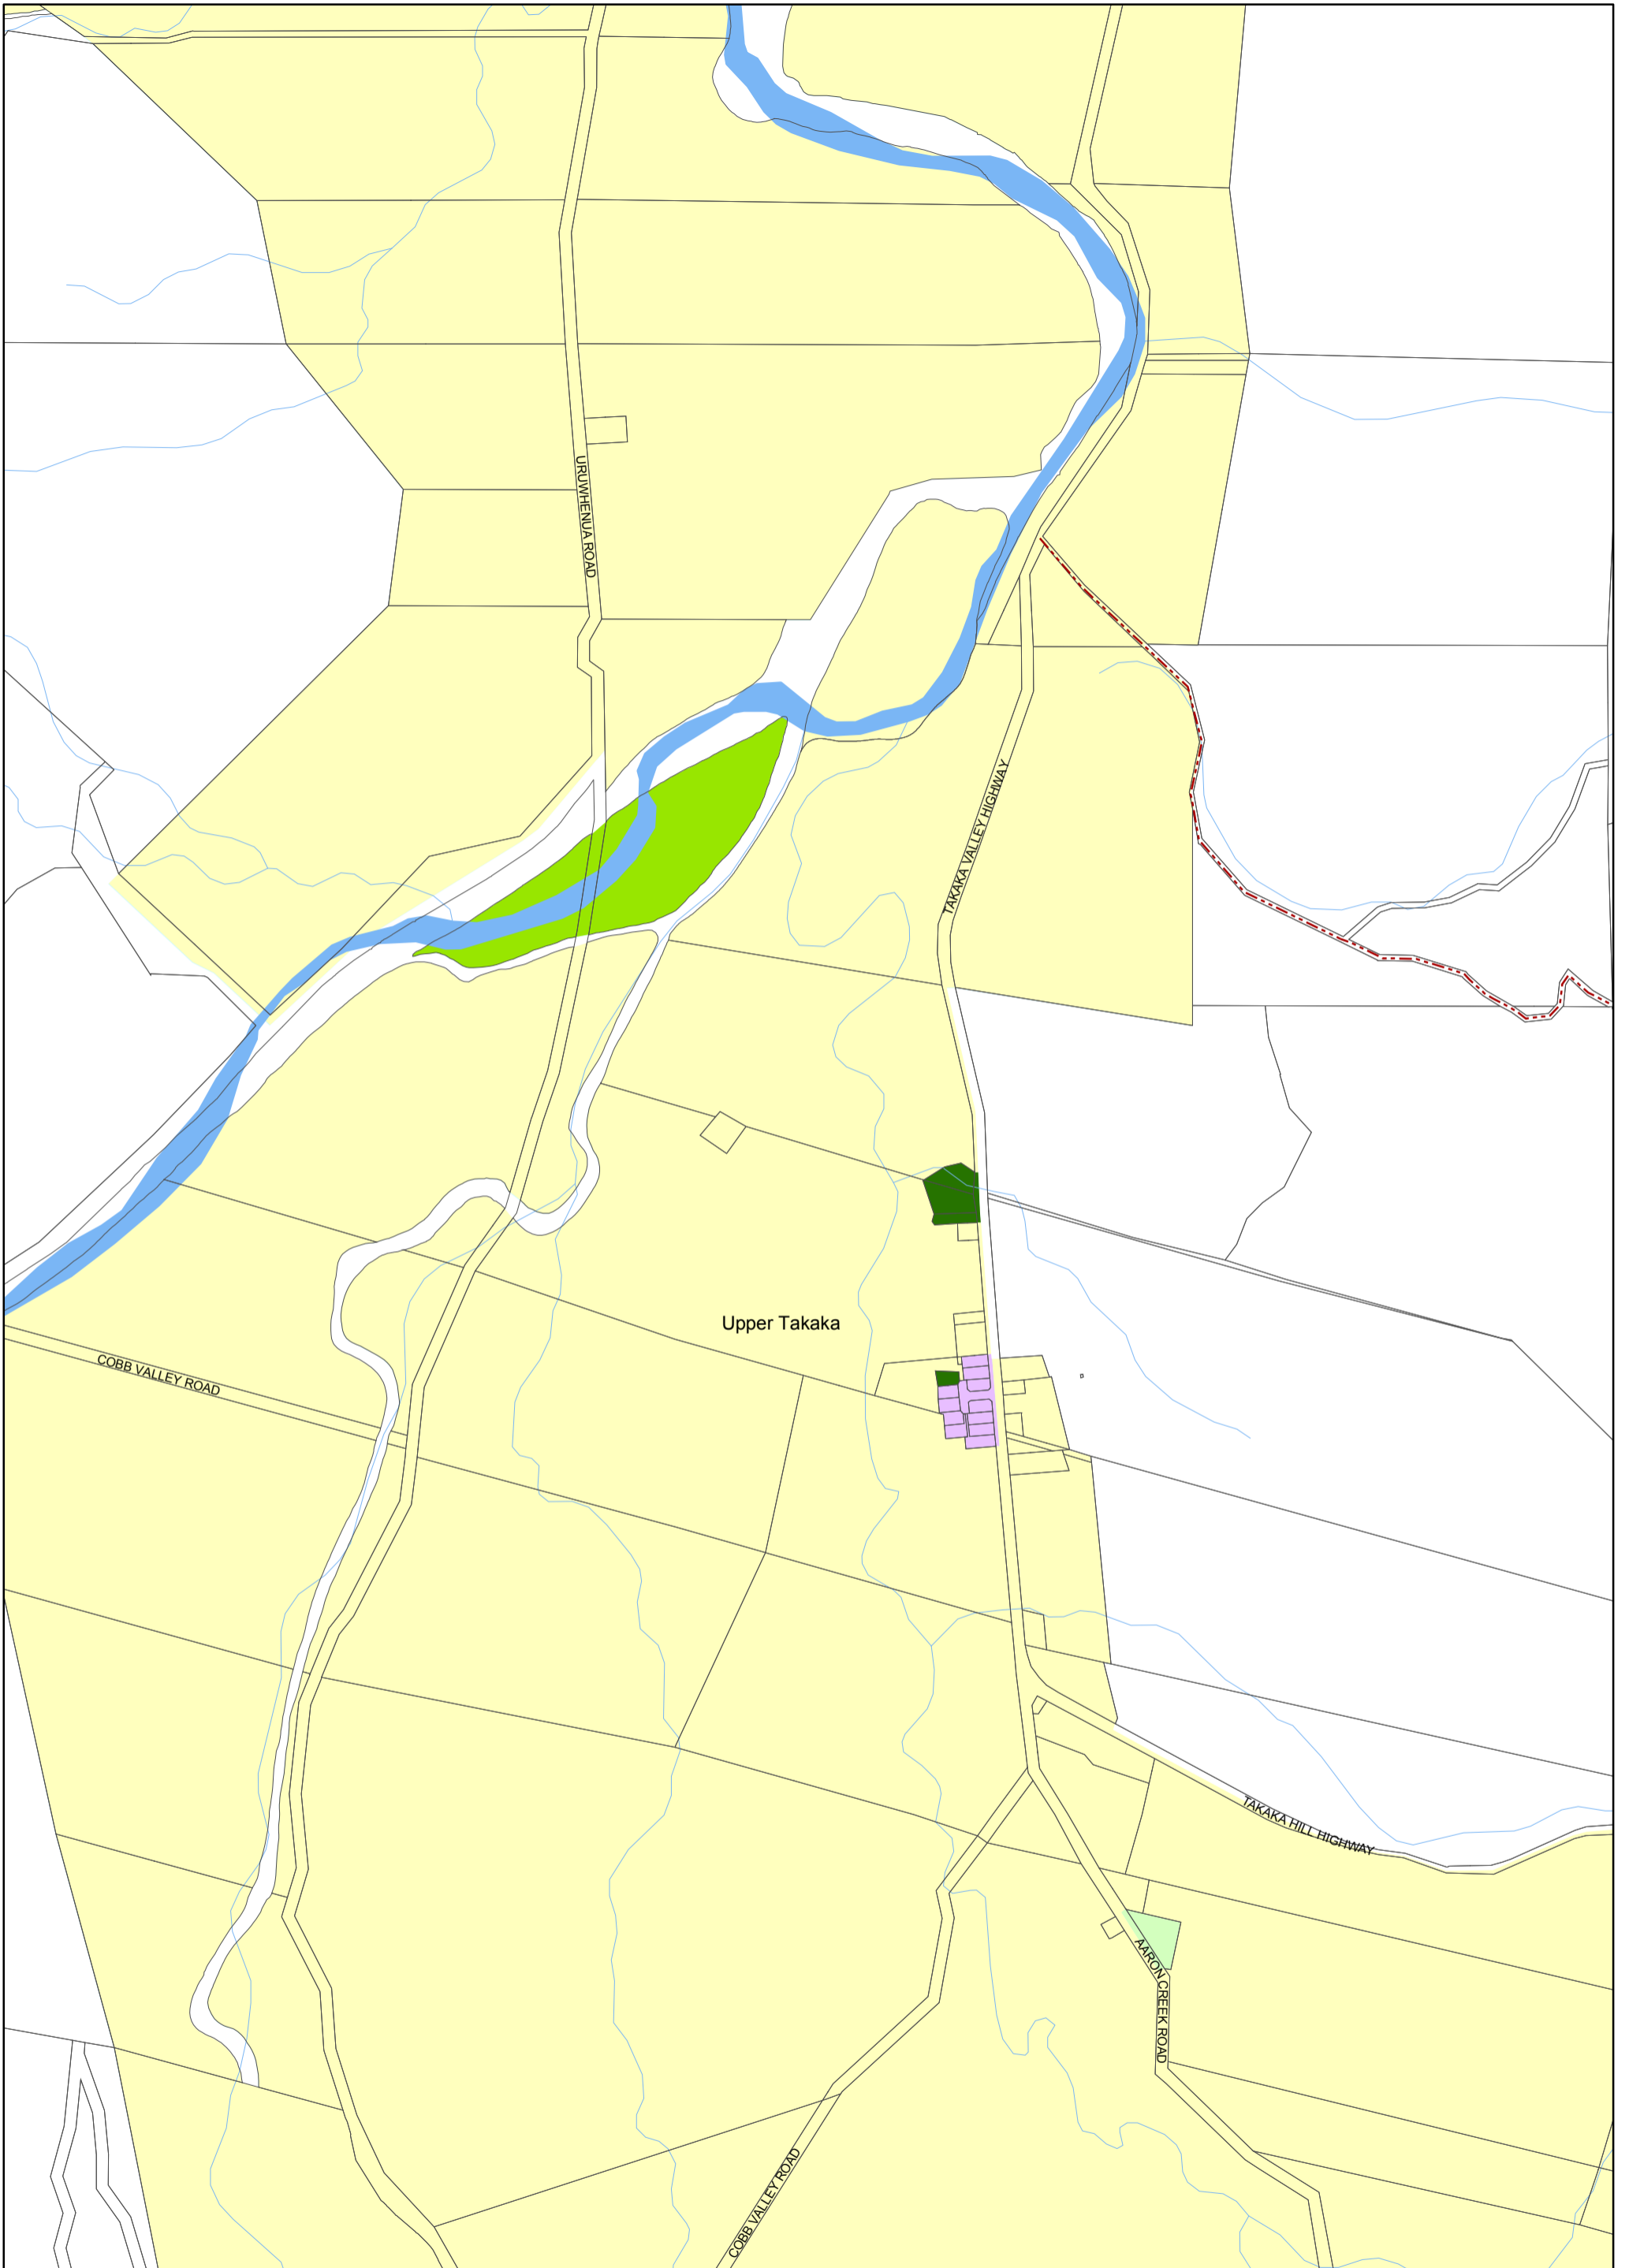 URUWHENUA ROAD
TAKAKA VALLEY HIGHWAY
Upper Takaka
COBB VALLEY ROAD
TAKAKA HILL HIGHWAY
AARON CREEK ROAD
COBB VALLEY ROAD